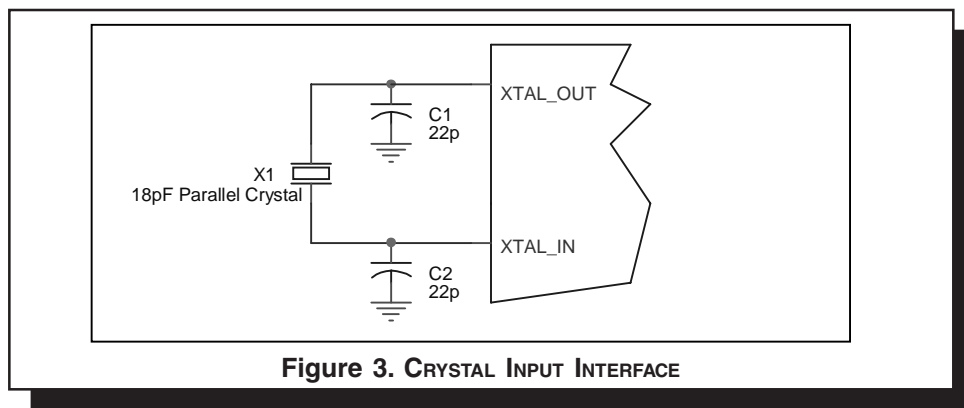 XTAL_OUT
C1
22p
X1
18pF Parallel Crystal
XTAL_IN
C2
22p
Figure 3. CRYSTAL INPUT INTERFACE